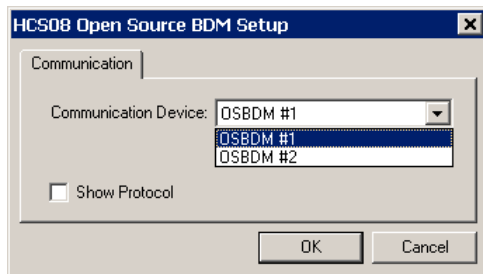 HCS08 Open Source BDM Setup
Communication
Communication Device: OSBDM #1
OSBDM #1
OSBDM #2
Show Protocol
OK Cancel